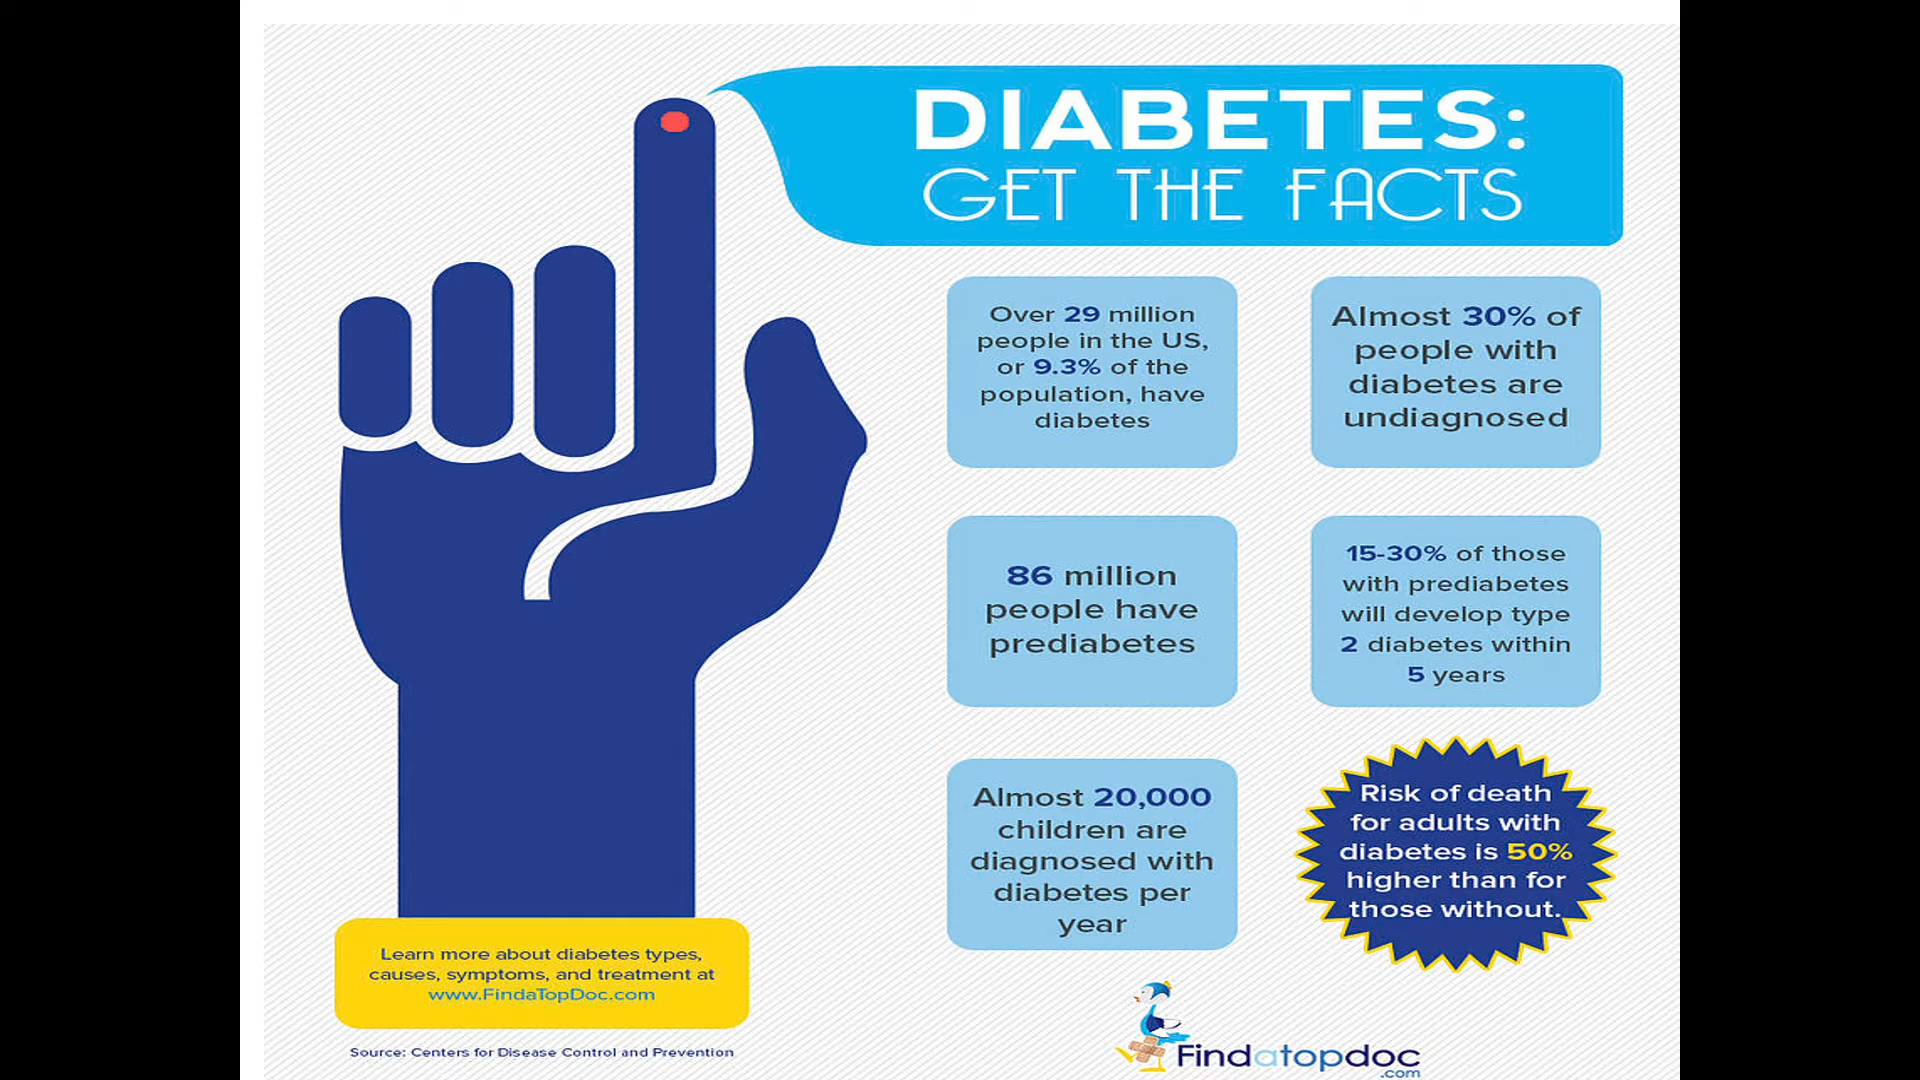 DIABETES:
GET THE FACTS
Over 29 million
people in the US,
or 9.3% of the
population, have
diabetes
Almost 30% of
people with
diabetes are
undiagnosed
86 million
people have
prediabetes
15-30% of those
with prediabetes
will develop type
2 diabetes within
5 years
Almost 20,000
children are
diagnosed with
diabetes per
year
Risk of death
for adults with
diabetes is 50%
higher than for
those without.
Learn more about diabetes types,
causes, symptoms, and treatment at
www.FindaTopDoc.com
Source: Centers for Disease Control and Prevention
Findatopdoc
.com